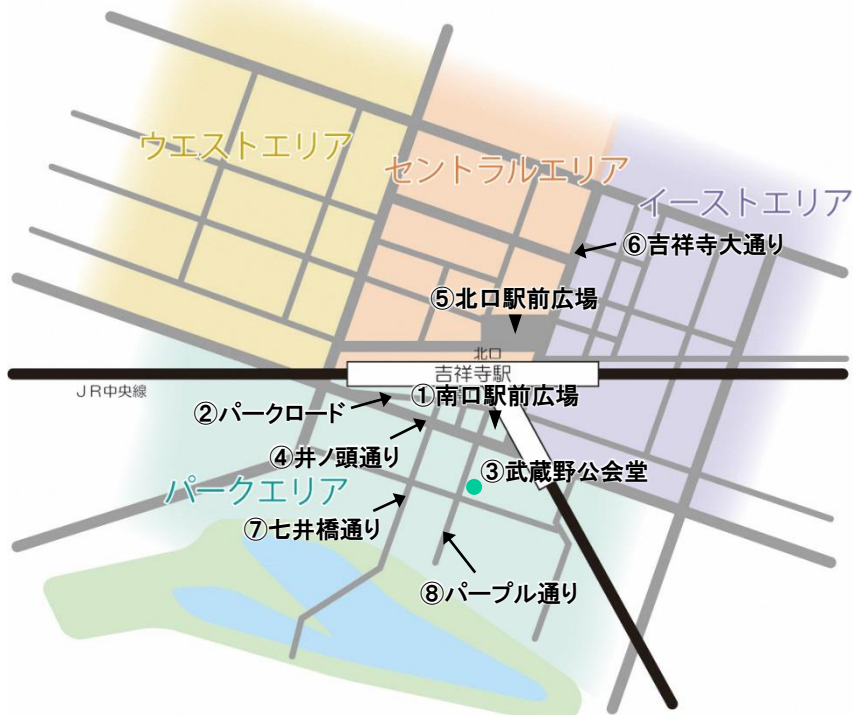 ウエストエリア
セントラルエリア
イーストエリア
⑥吉祥寺大通り
⑤北口駅前広場
北口
吉祥寺駅
JR中央線
①南口駅前広場
②パークロード
④井ノ頭通り
③武蔵野公会堂
パークエリア
⑦七井橋通り
⑧パープル通り